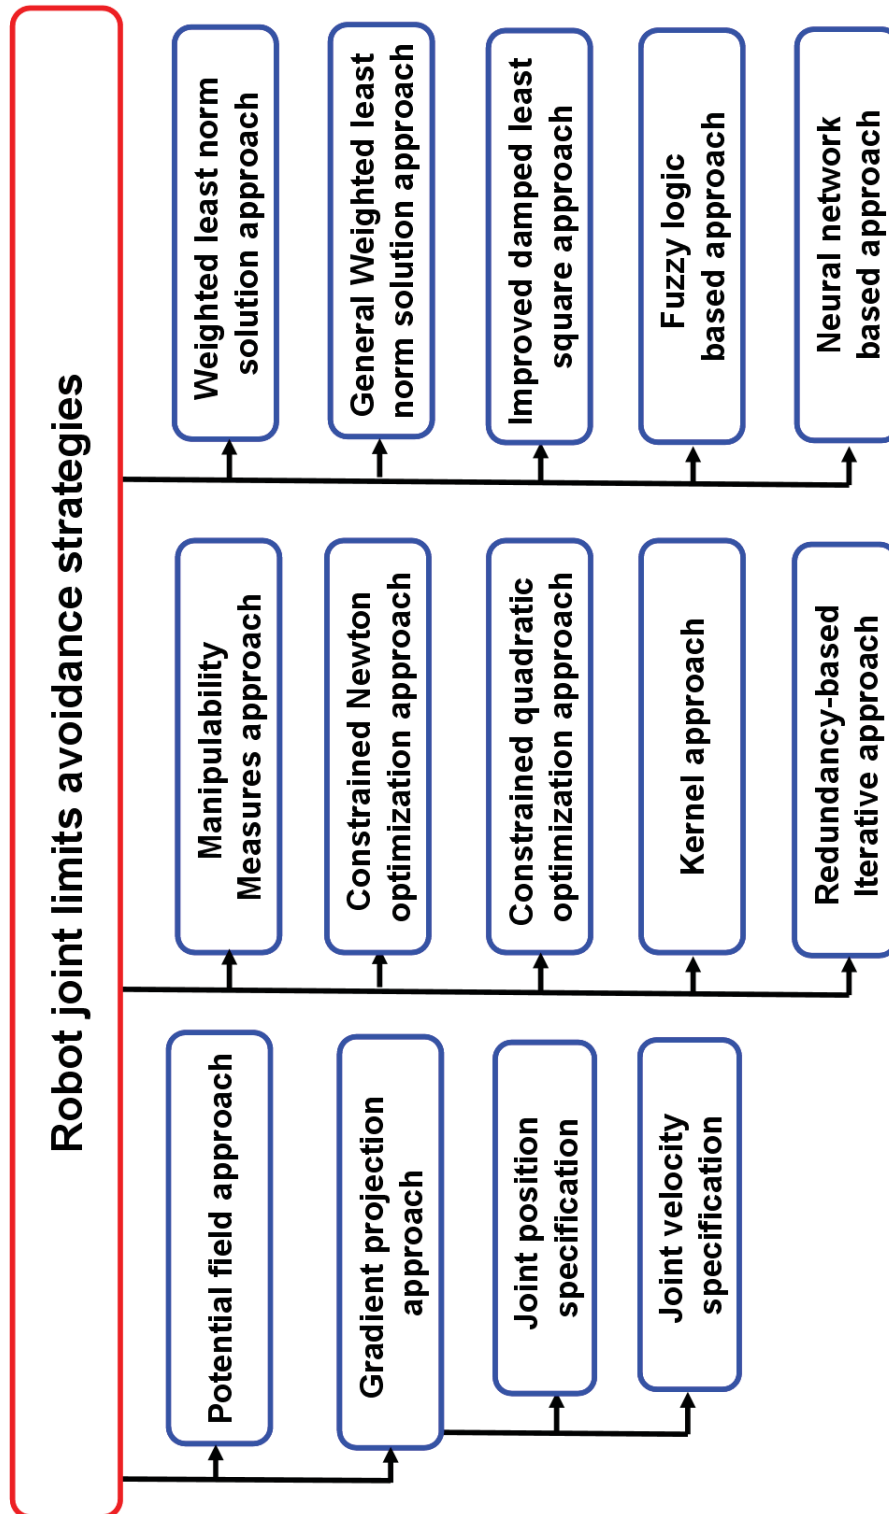 Robot joint limits avoidance strategies
Potential field approach
Gradient projection
approach
Joint position
specification
Joint velocity
specification
Manipulability
Measures approach
Constrained Newton
optimization approach
Constrained quadratic
optimization approach
Kernel approach
Redundancy-based
Iterative approach
Weighted least norm
solution approach
General Weighted least
norm solution approach
Improved damped least
square approach
Fuzzy logic
based approach
Neural network
based approach